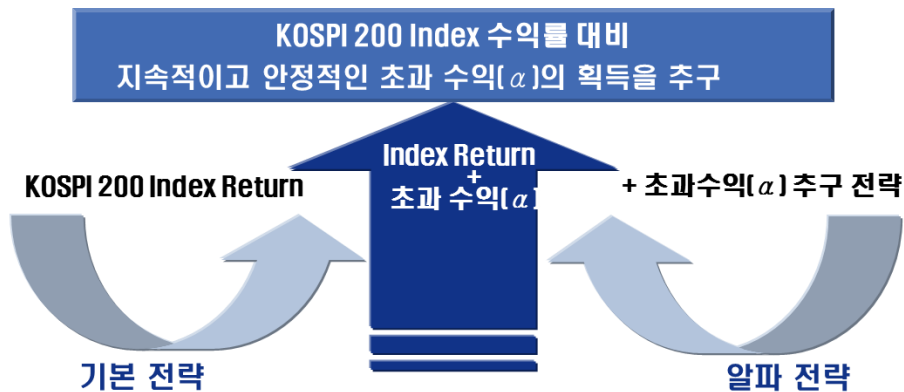 KOSPI 200 Index 수익률 대비
지속적이고 안정적인 초과 수익(α)의 획득을 추구
Index Return
+
초과 수익(α)
KOSPI 200 Index Return
+ 초과수익(α) 추구 전략
기본 전략
알파 전략